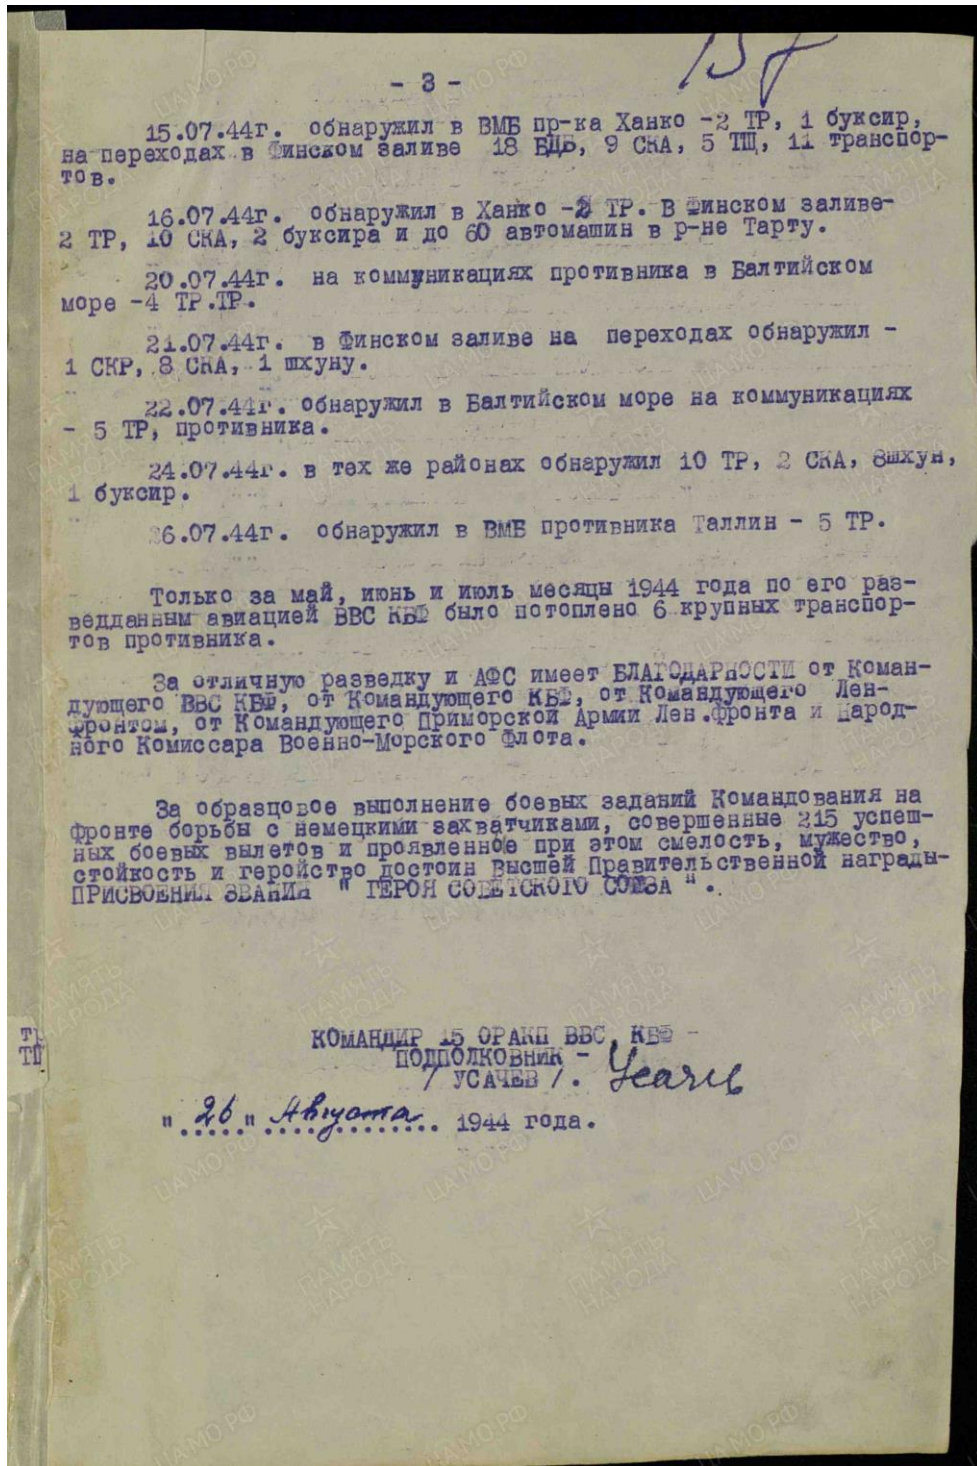 157
- 3 -
15.07.44г. обнаружил в ВМБ пр-ка Ханко -2 ТР, 1 буксир,
на переходах в Финском заливе 18 БДБ, 9 СКА, 5 ТЩ, 11 транспор-
тов.
16.07.44г. обнаружил в Ханко -2 ТР. В Финском заливе-
2 ТР, 10 СКА, 2 буксира и до 60 автомашин в р-не Тарту.
20.07.44г. на коммуникациях противника в Балтийском
море -4 ТР.ТР.
21.07.44г. в Финском заливе на переходах обнаружил -
1 СКР, 8 СКА, 1 шхуну.
22.07.44г. обнаружил в Балтийском море на коммуникациях
- 5 ТР, противника.
24.07.44г. в тех же районах обнаружил 10 ТР, 2 СКА, 8шхун,
1 буксир.
26.07.44г. обнаружил в ВМБ противника Таллин - 5 ТР.
Только за май, июнь и июль месяцы 1944 года по его раз-
ведданным авиацией ВВС КБФ было потоплено 6 крупных транспор-
тов противника.
За отличную разведку и АФС имеет БЛАГОДАРНОСТИ от Коман-
дующего ВВС КБФ, от Командующего КБФ, от Командующего Лен-
фронтом, от Командующего Приморской Армии Лен.фронта и Народ-
ного Комиссара Военно-Морского Флота.
За образцовое выполнение боевых заданий Командования на
фронте борьбы с немецкими захватчиками, совершенные 215 успеш-
ных боевых вылетов и проявленное при этом смелость, мужество,
стойкость и геройство достоин Высшей Правительственной награды-
ПРИСВОЕНИЯ ЗВАНИЯ " ГЕРОЯ СОВЕТСКОГО СОЮЗА ".
КОМАНДИР 15 ОРАКП ВВС, КБФ -
ПОДПОЛКОВНИК -
/ УСАЧЕВ /. Усачев
" 26 " Августа 1944 года.
ПАМЯТЬ НАРОДА
ЦАМО.РФ